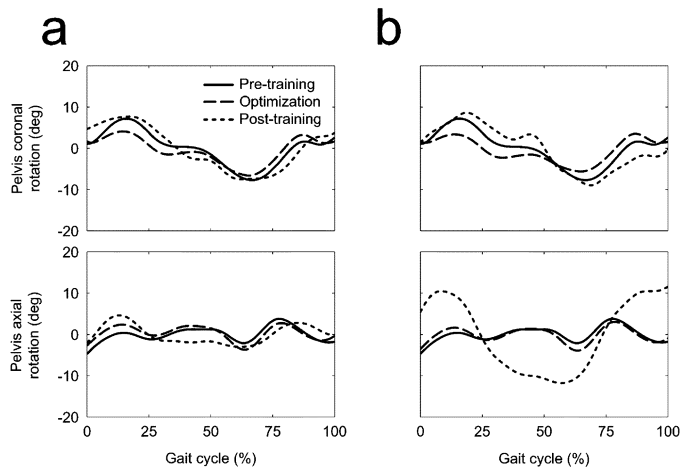 a
b
20
10
0
-10
-20
Pelvis coronal
rotation (deg)
Pre-training
Optimization
Post-training
20
10
0
-10
-20
Pelvis axial
rotation (deg)
0 25 50 75 100
0 25 50 75 100
Gait cycle (%)
Gait cycle (%)